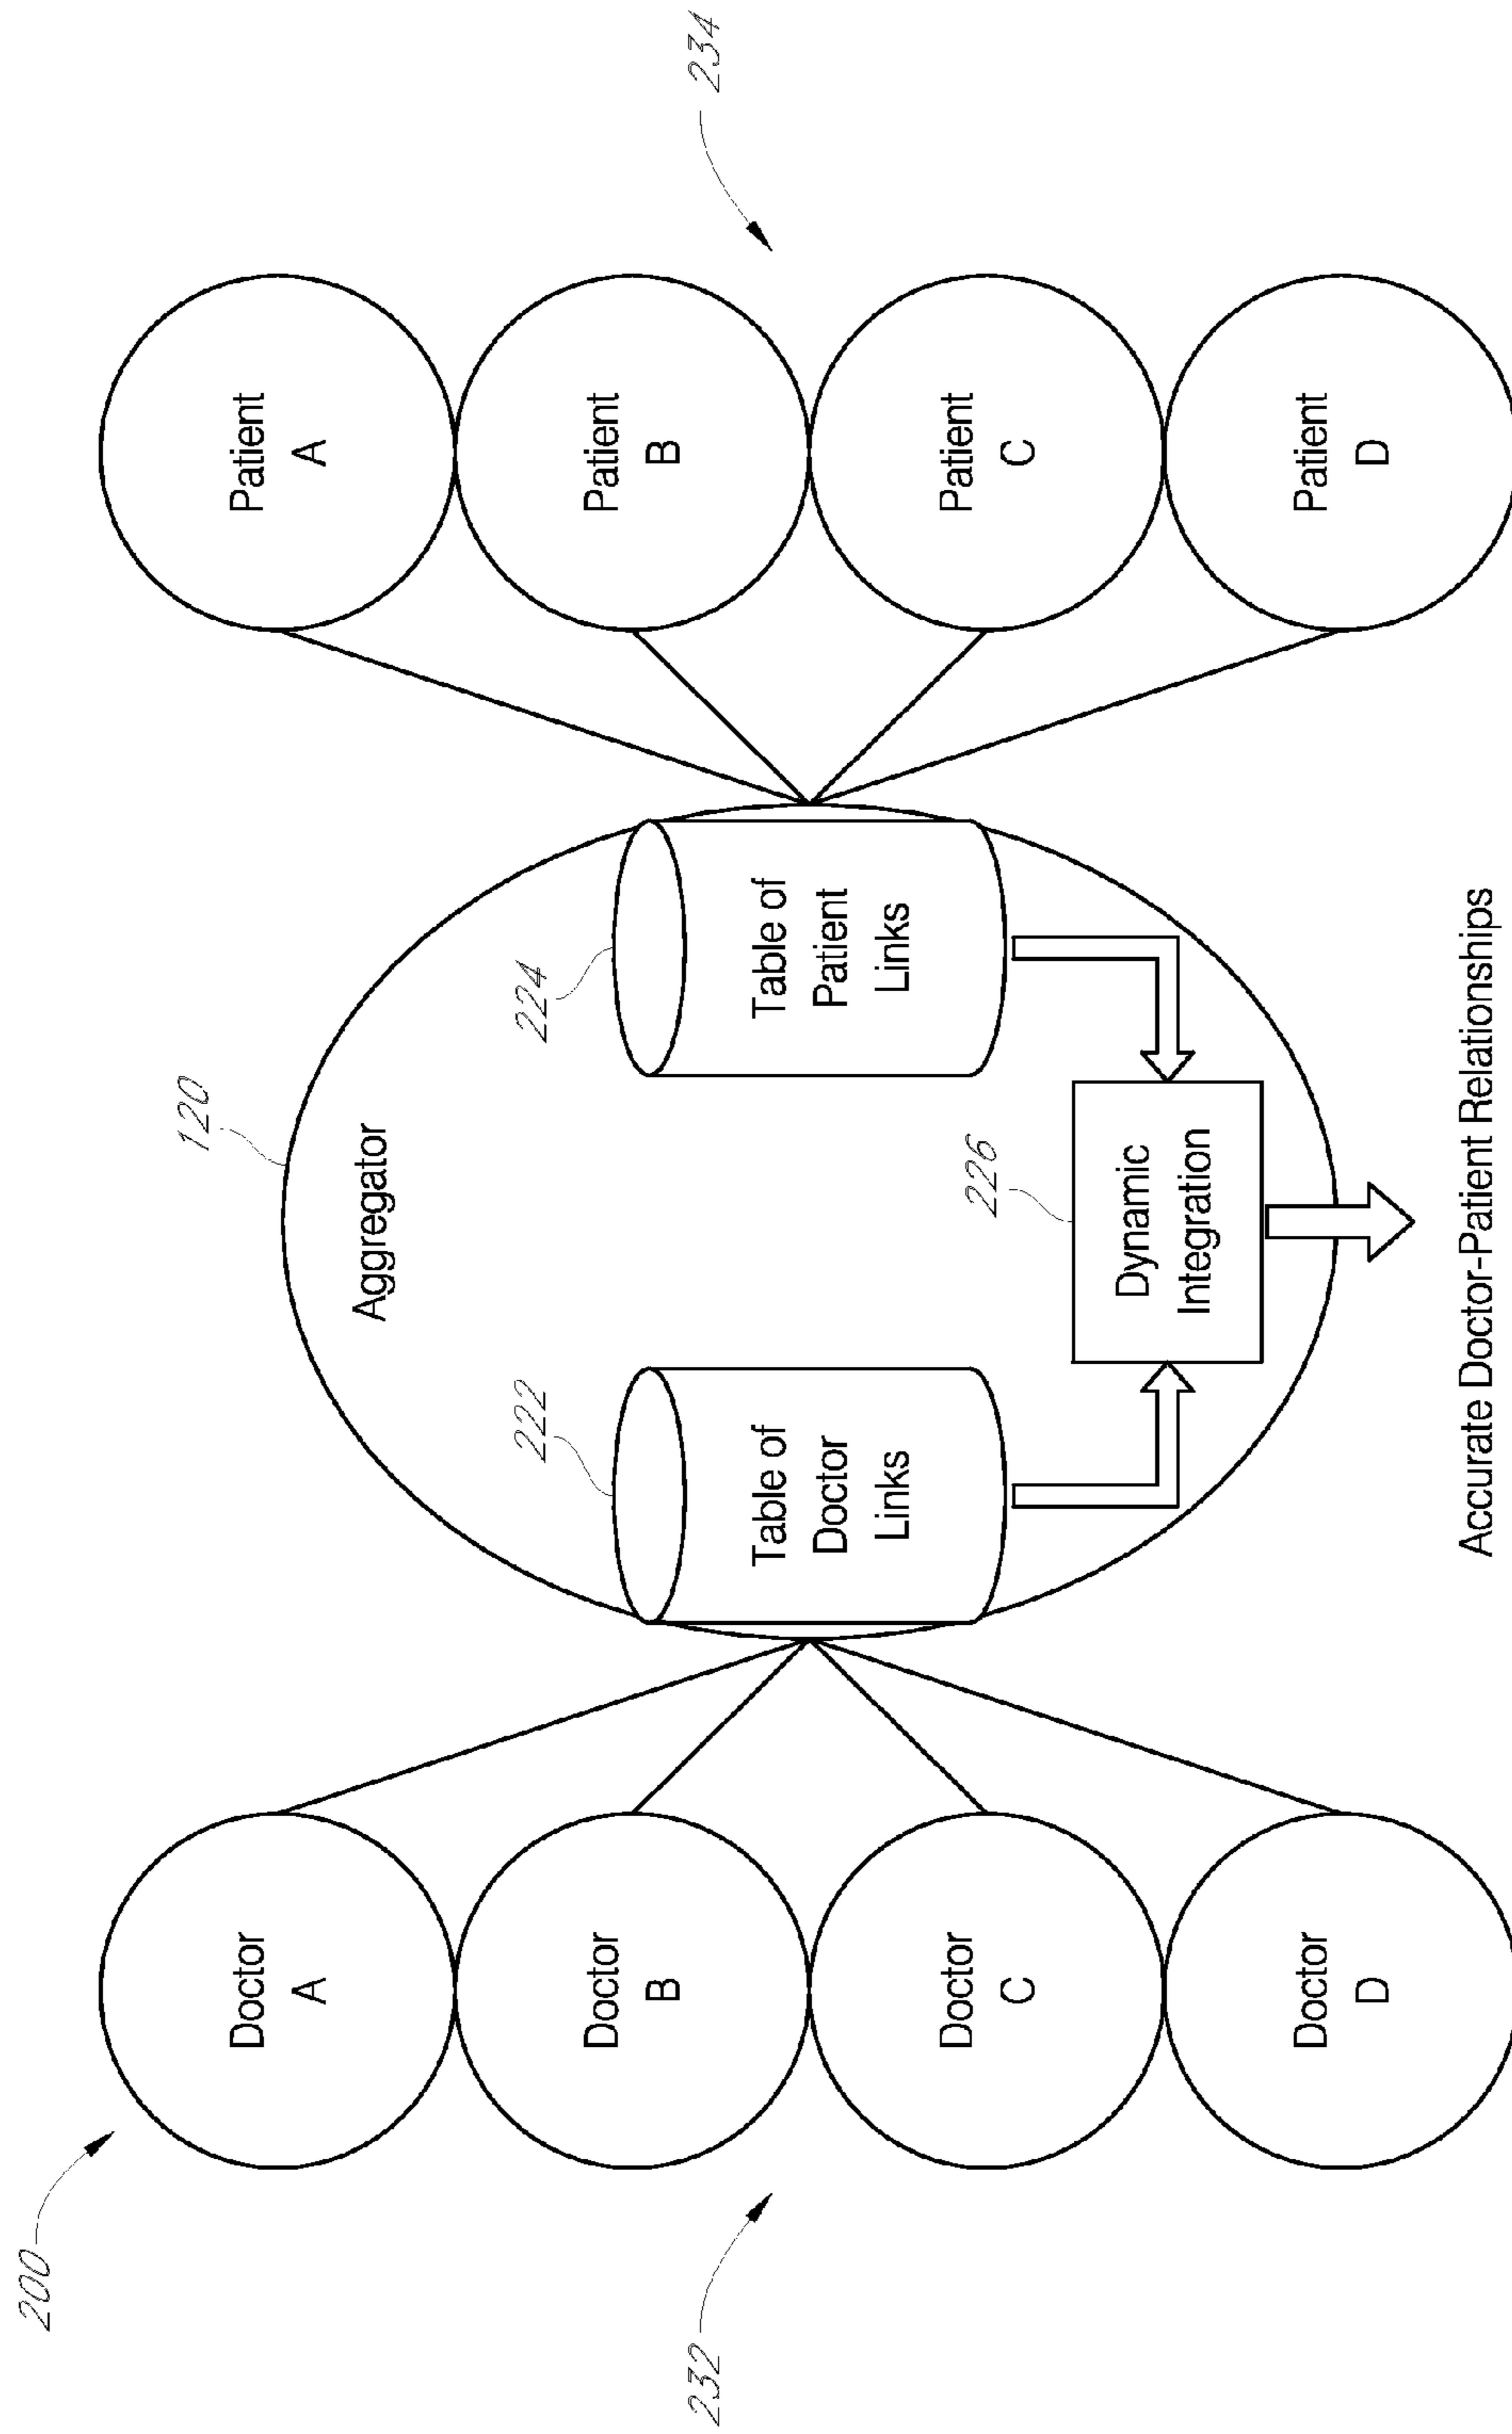 200
232
Doctor
A
Doctor
B
Doctor
C
Doctor
D
120
Aggregator
222
Table of
Doctor
Links
224
Table of
Patient
Links
226
Dynamic
Integration
Accurate Doctor-Patient Relationships
234
Patient
A
Patient
B
Patient
C
Patient
D